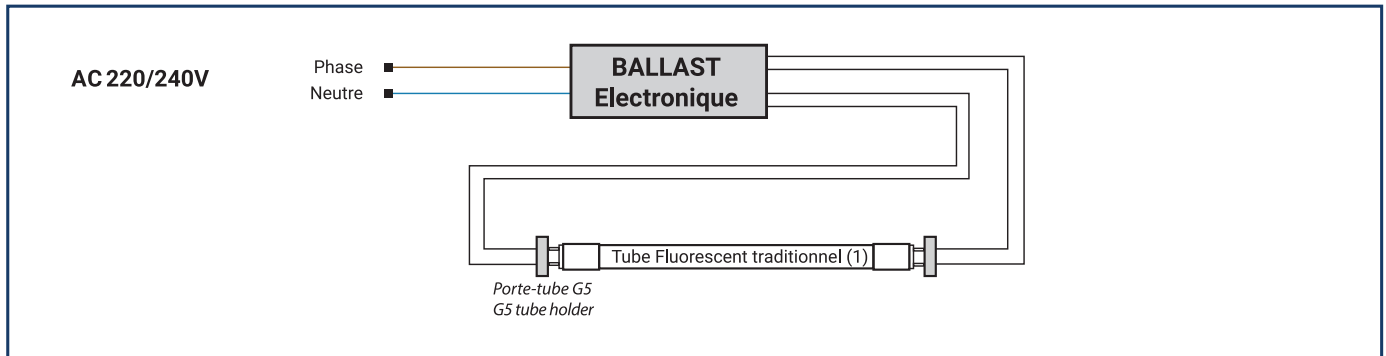 AC 220/240V
Phase
Neutre
BALLAST
Electronique
Tube Fluorescent traditionnel (1)
Porte-tube G5
G5 tube holder